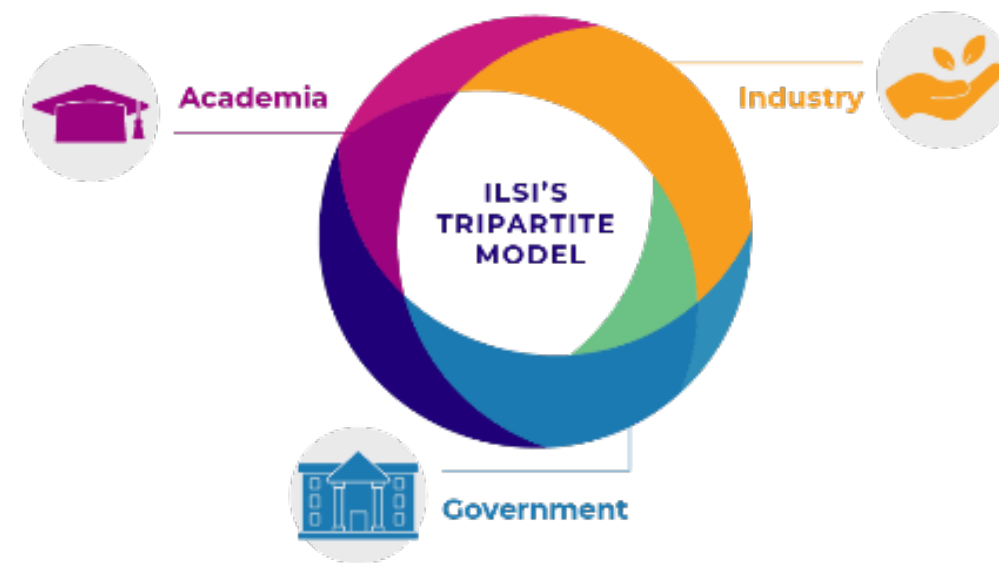 Academia
Industry
ILSI'S
TRIPARTITE
MODEL
Government